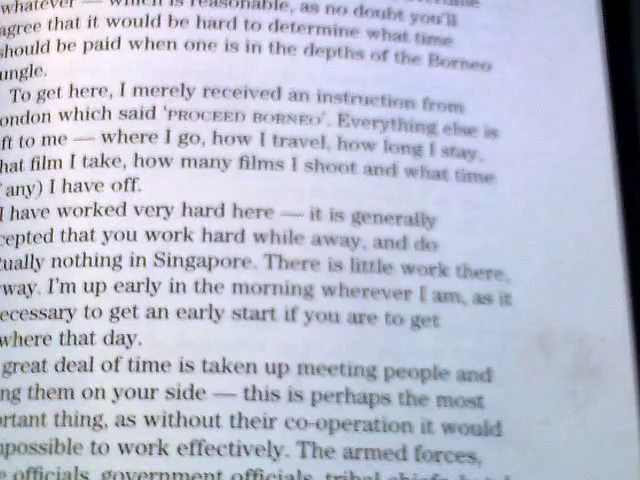 whatever — which is reasonable, as no doubt you'll
agree that it would be hard to determine what time
should be paid when one is in the depths of the Borneo
ungle.
To get here, I merely received an instruction from
ondon which said 'PROCEED BORNEO'. Everything else is
ft to me — where I go, how I travel, how long I stay,
hat film I take, how many films I shoot and what time
any) I have off.
I have worked very hard here — it is generally
cepted that you work hard while away, and do
tually nothing in Singapore. There is little work there,
way. I'm up early in the morning wherever I am, as it
ecessary to get an early start if you are to get
where that day.
great deal of time is taken up meeting people and
ng them on your side — this is perhaps the most
rtant thing, as without their co-operation it would
mpossible to work effectively. The armed forces,
e officials, government officials, tribal chiefs